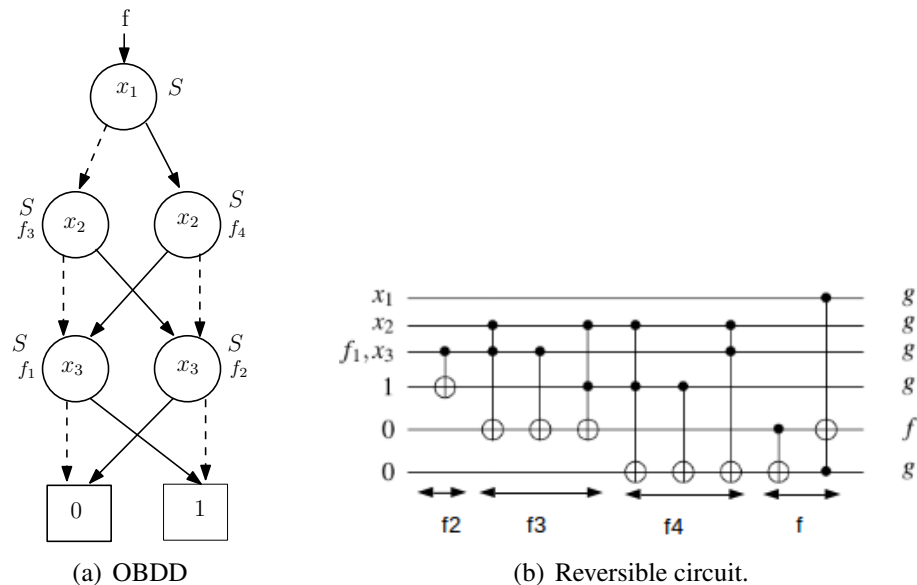 f
x₁ S
S S
f₃ x₂ x₂ f₄
S S
f₁ x₃ x₃ f₂
0 1
(a) OBDD
x₁ g
x₂ g
f₁, x₃ g
1 g
0 f
0 g
f2 f3 f4 f
(b) Reversible circuit.